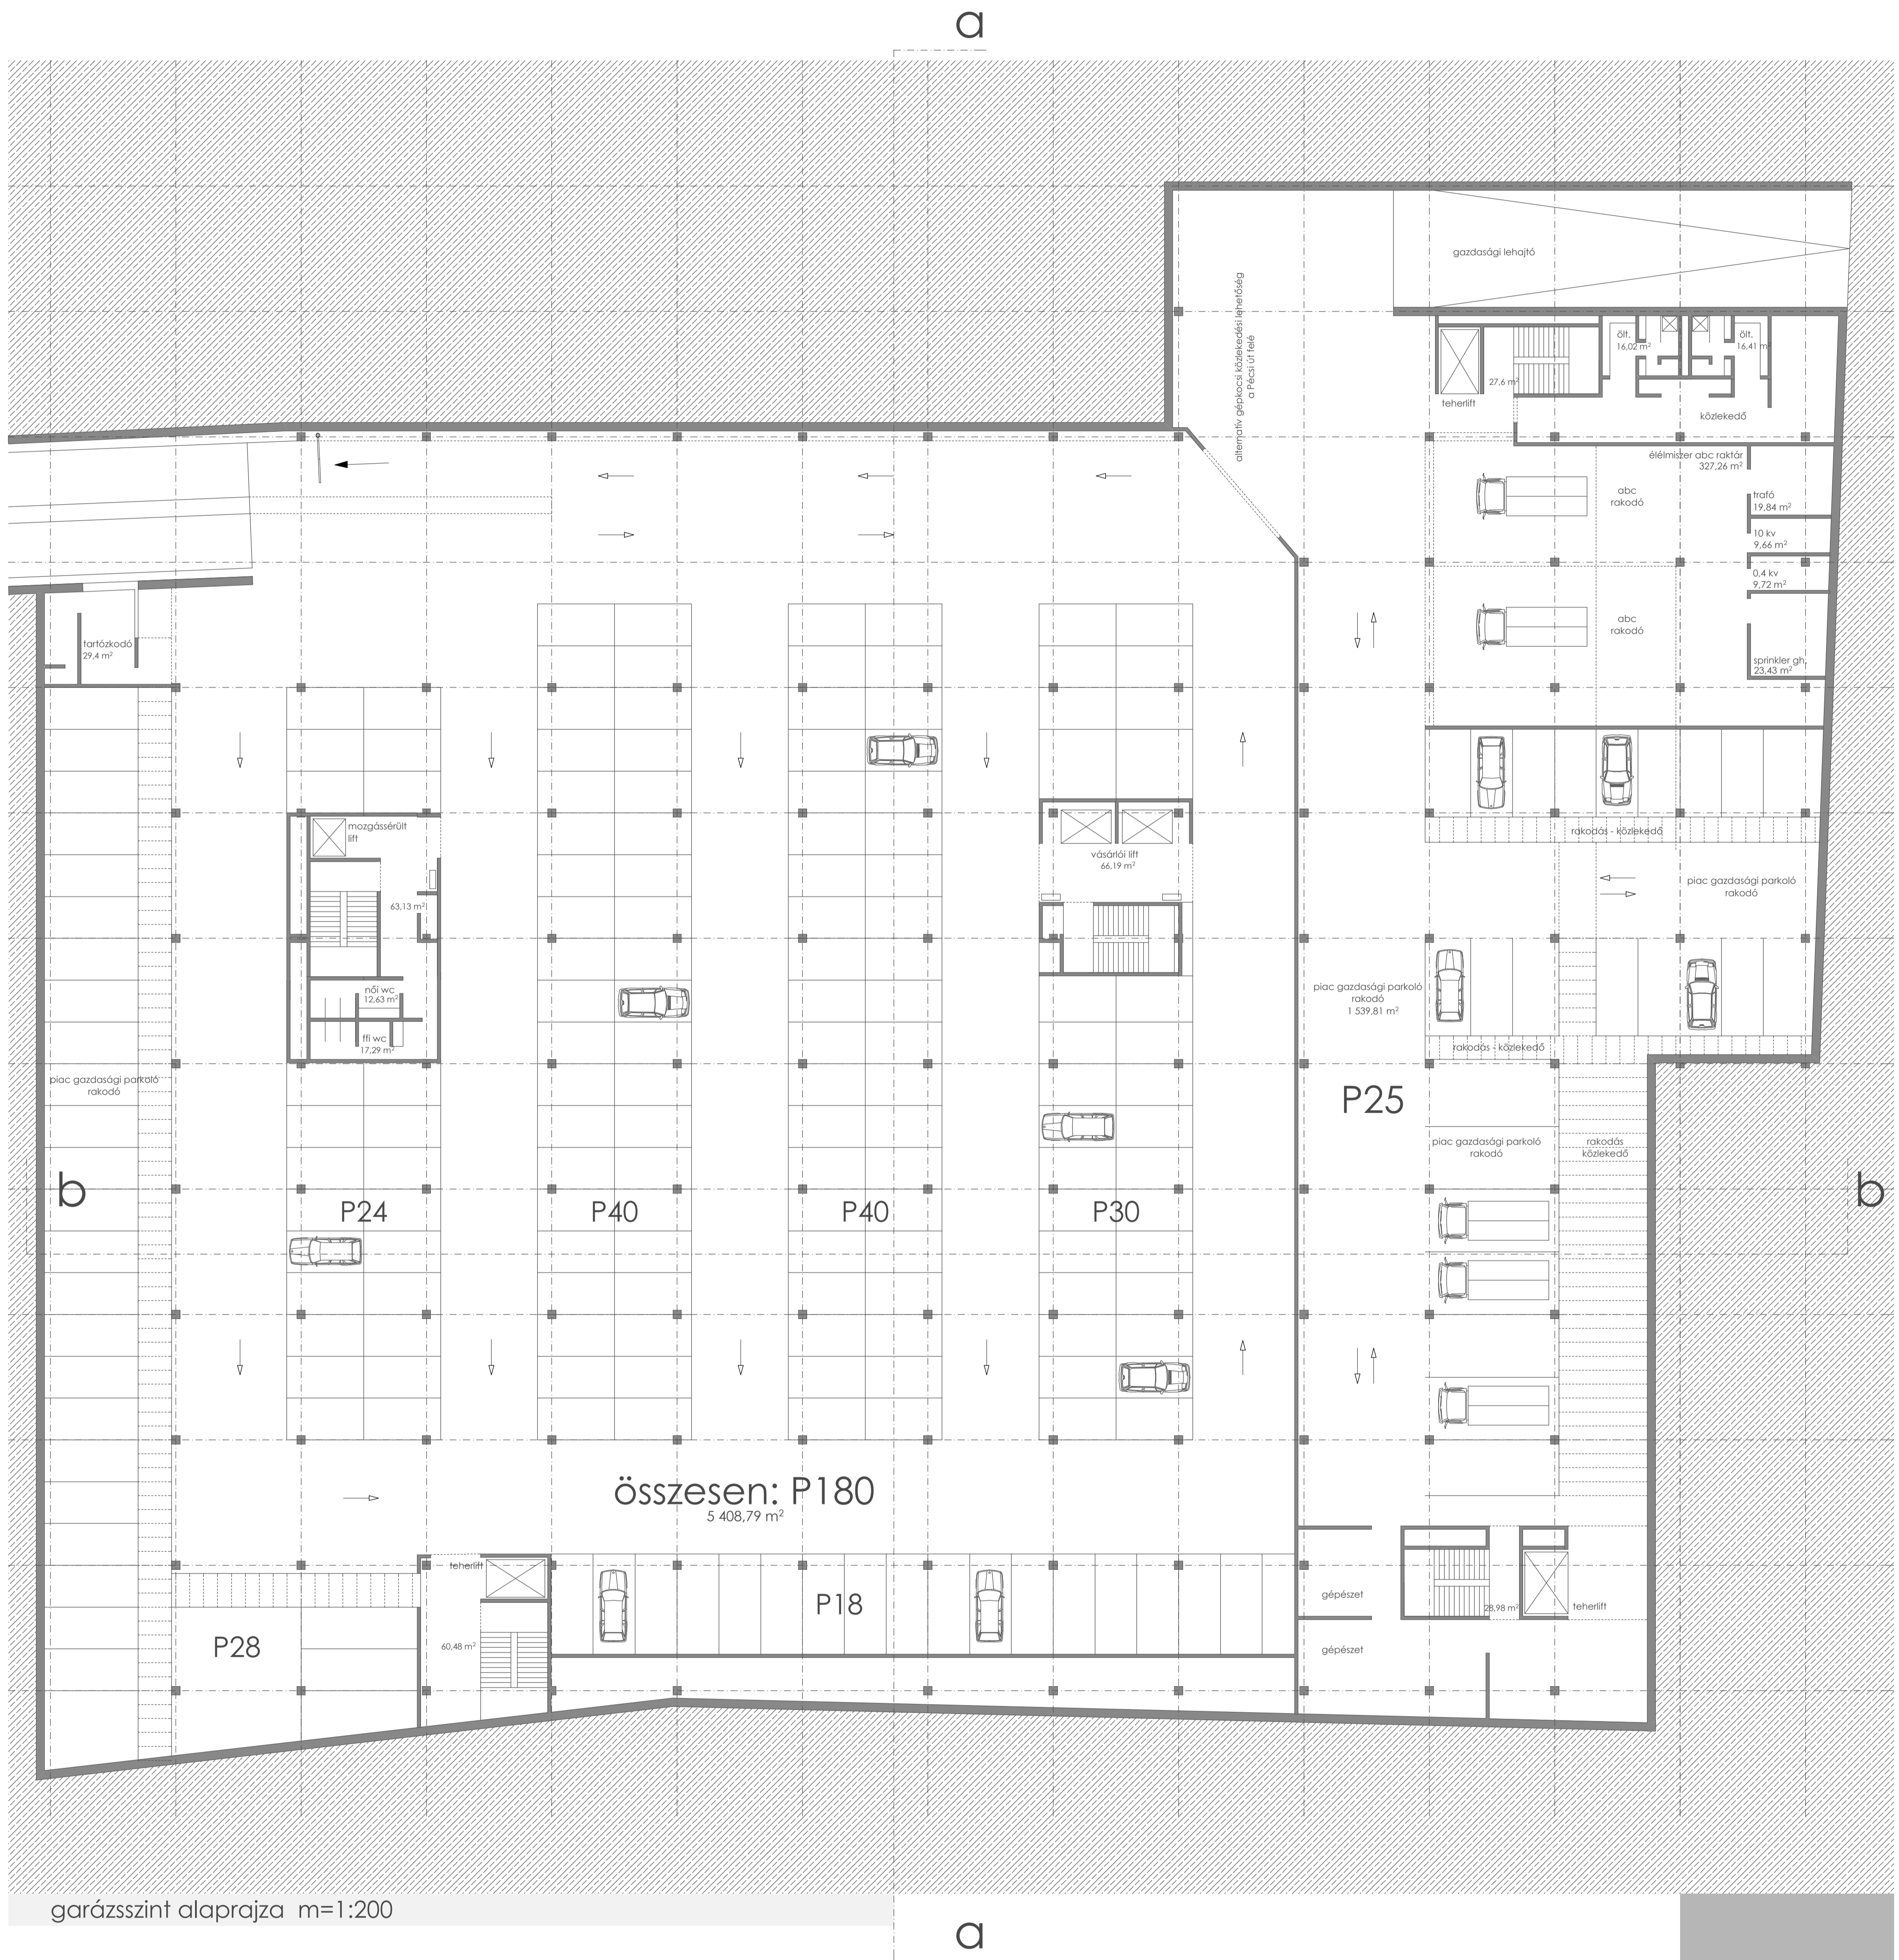 a
gazdasági lehajtó
alternatív gépkocsi közlekedési lehetőség
a Pécsi út felé
ölt.
16,02 m²
ölt.
16,41 m²
27,6 m²
teherlift
közlekedő
élélmiszer abc raktár
327,26 m²
abc
rakodó
trafó
19,84 m²
10 kv
9,66 m²
0,4 kv
9,72 m²
abc
rakodó
sprinkler gh.
23,43 m²
tartózkodó
29,4 m²
mozgássérült
lift
63,13 m²
női wc
12,63 m²
ffi wc
17,29 m²
vásárlói lift
66,19 m²
rakodás - közlekedő
piac gazdasági parkoló
rakodó
piac gazdasági parkoló
rakodó
1 539,81 m²
rakodás - közlekedő
piac gazdasági parkoló
rakodó
P25
piac gazdasági parkoló
rakodó
rakodás
közlekedő
b
P24
P40
P40
P30
b
összesen: P180
5 408,79 m²
teherlift
60,48 m²
P28
P18
gépészet
28,98 m²
teherlift
gépészet
garázsszint alaprajza m=1:200
a